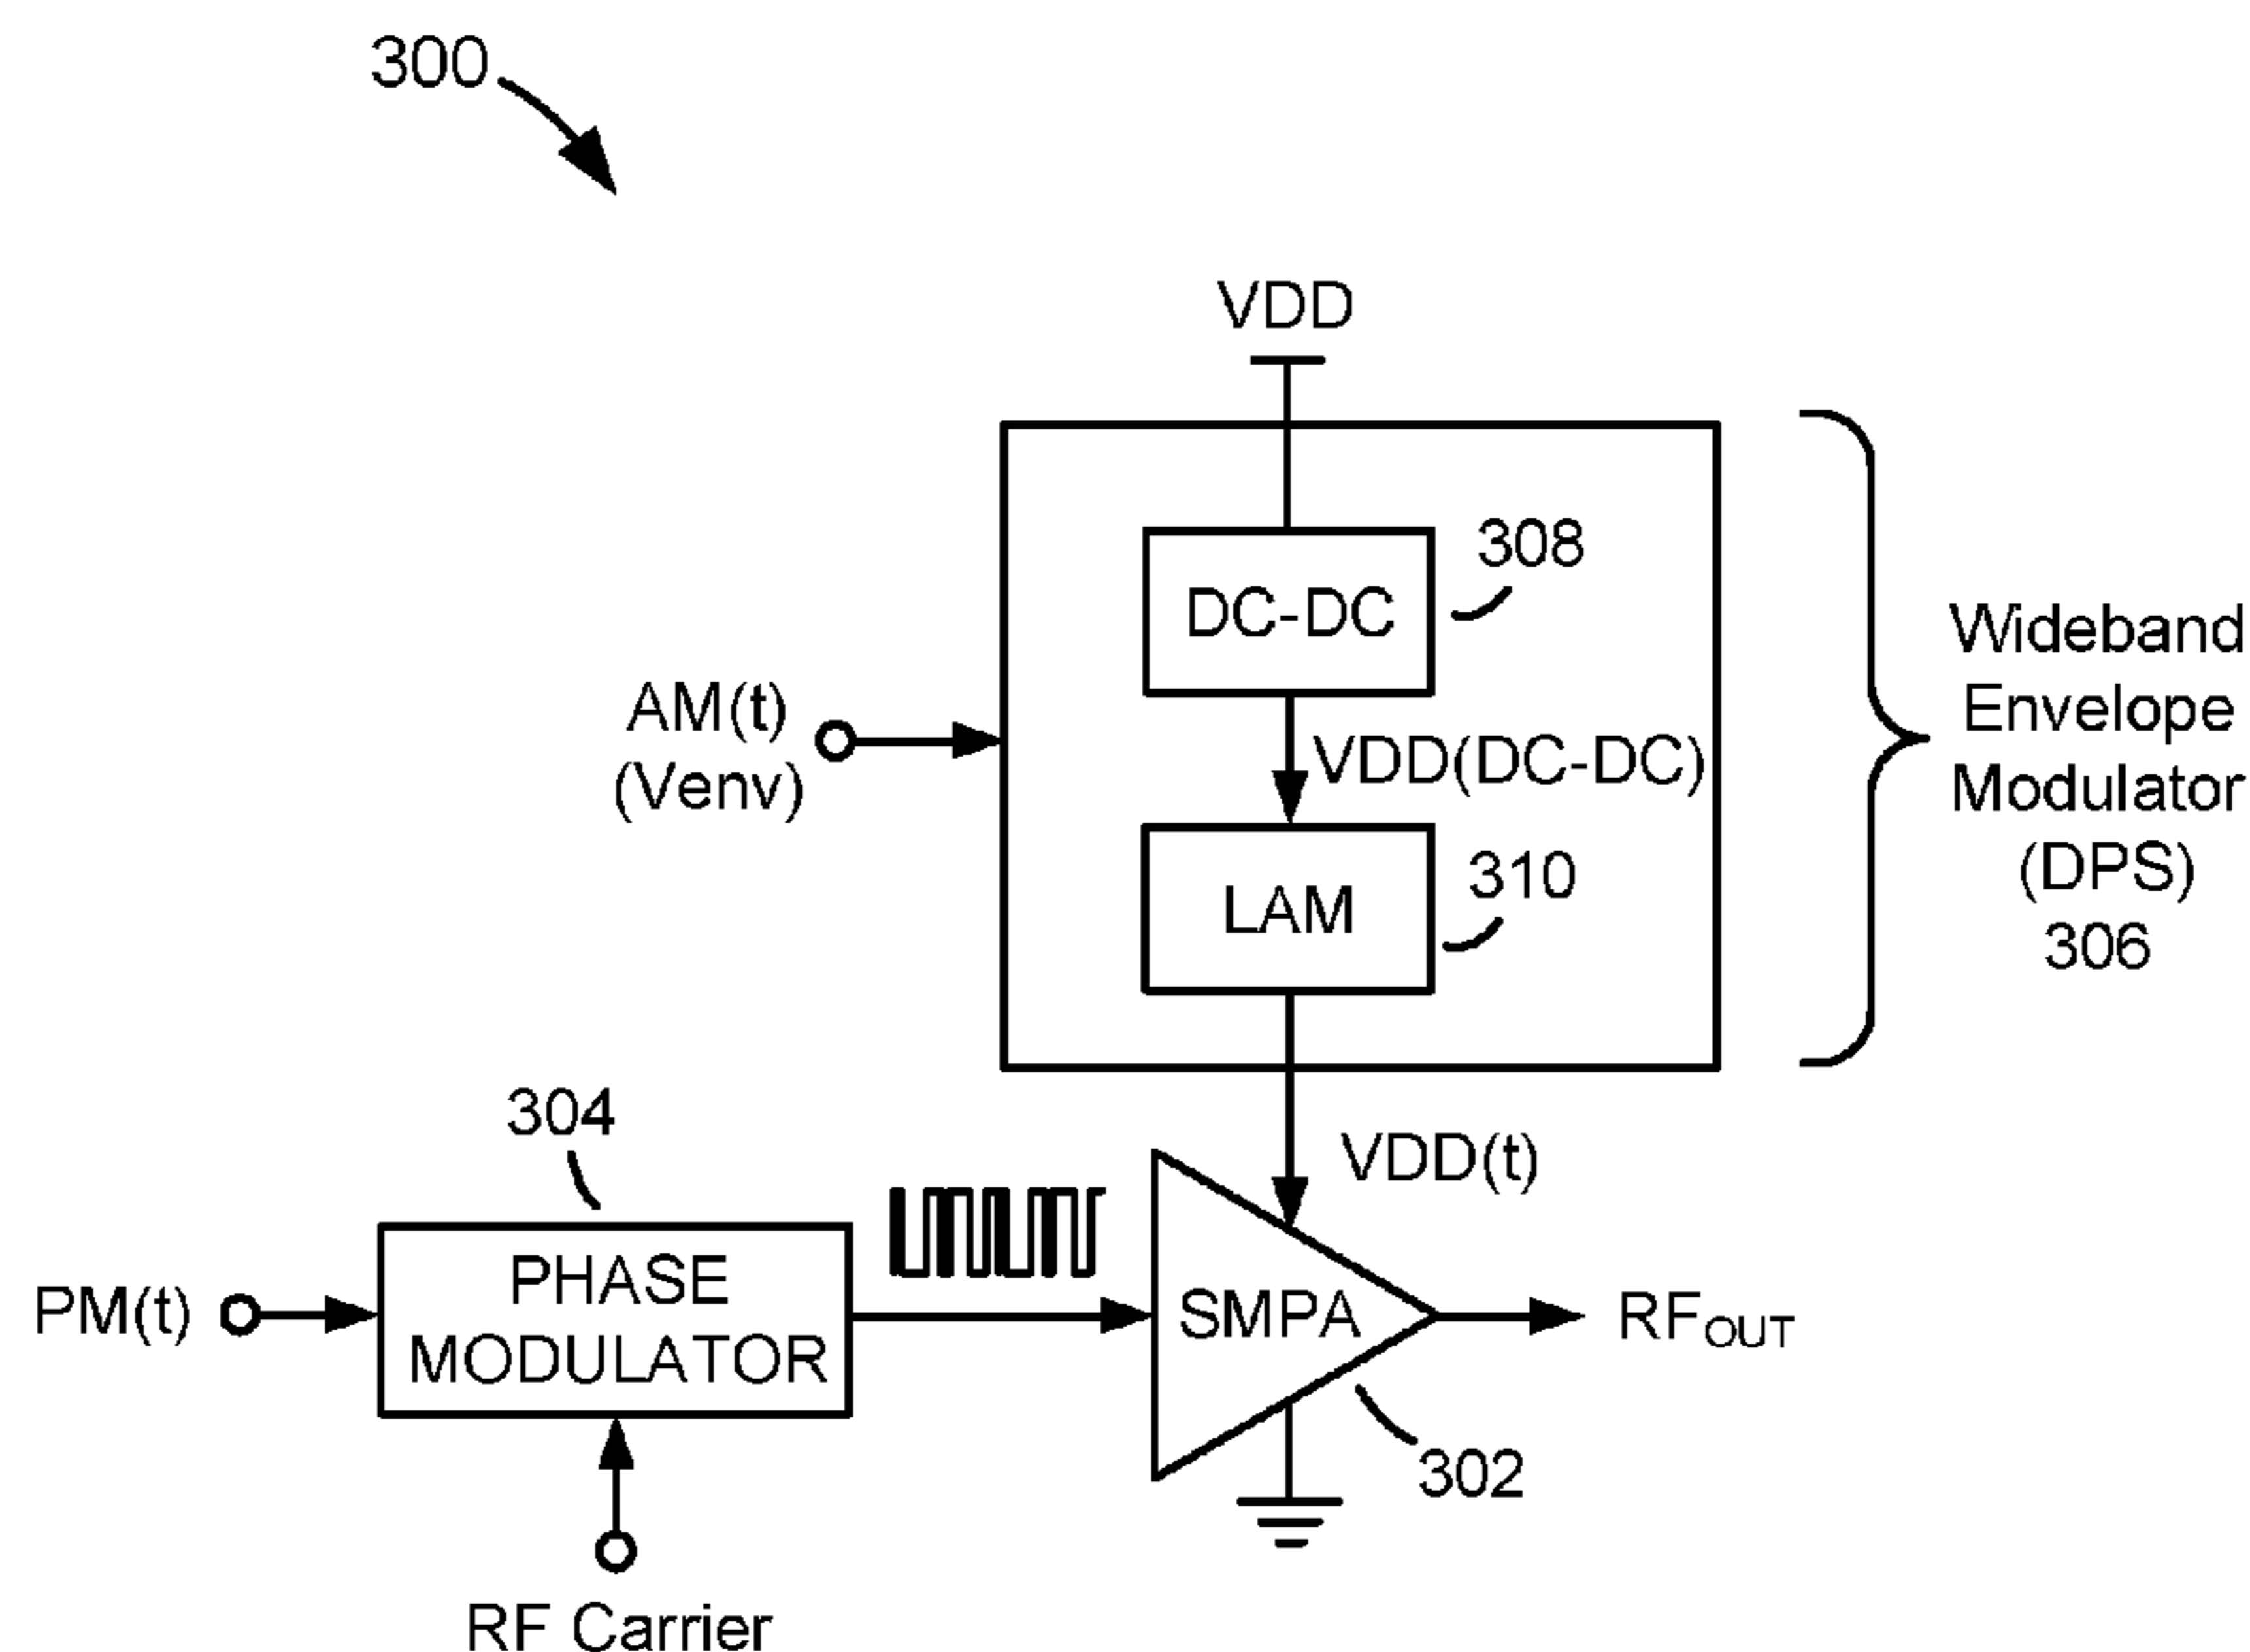 300
VDD
308
DC-DC
AM(t)
(Venv)
VDD(DC-DC)
310
LAM
Wideband
Envelope
Modulator
(DPS)
306
304
VDD(t)
PM(t)
PHASE
MODULATOR
SMPA
RFOUT
302
RF Carrier